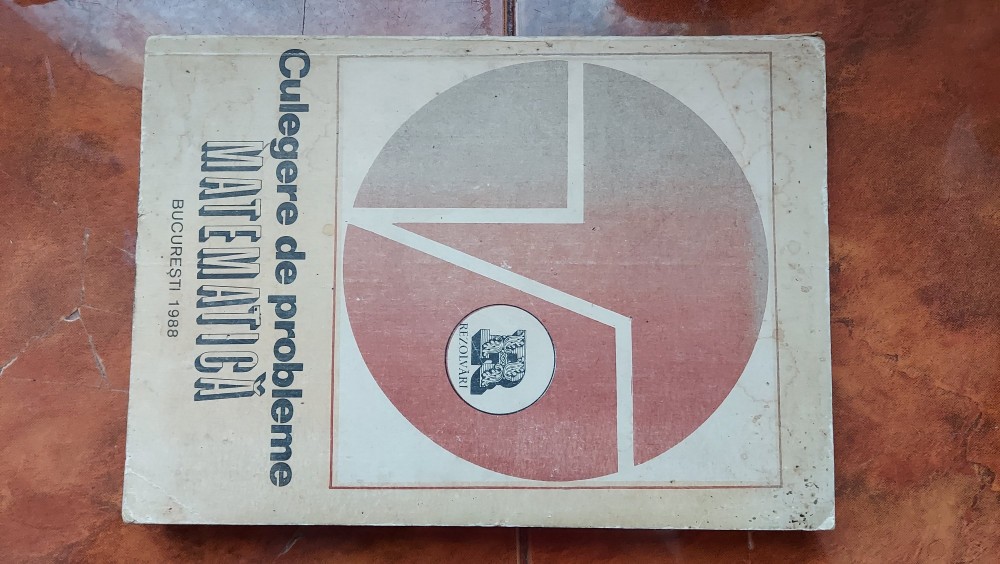 R
REZOLVĂRI
Culegere de probleme
MATEMATICĂ
BUCUREȘTI 1988